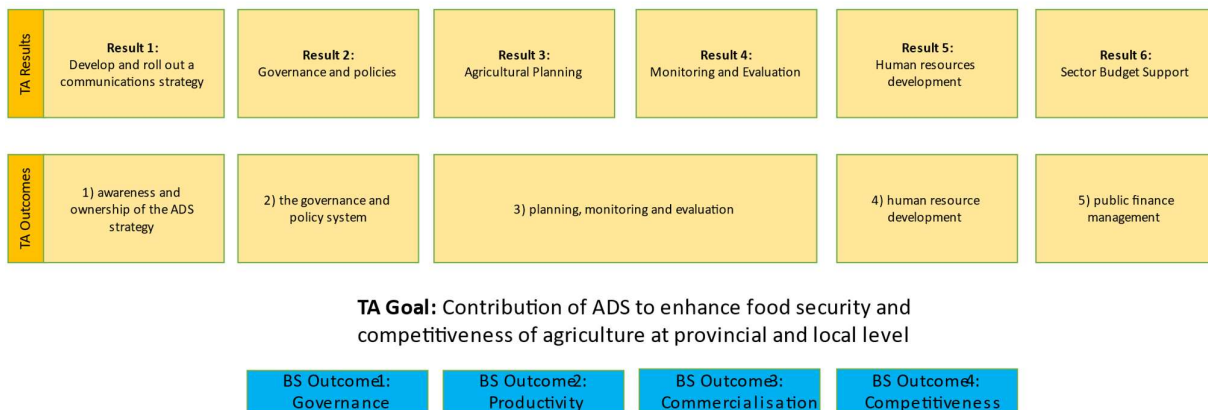 TA Results
Result 1:
Develop and roll out a
communications strategy
Result 2:
Governance and policies
Result 3:
Agricultural Planning
Result 4:
Monitoring and Evaluation
Result 5:
Human resources
development
Result 6:
Sector Budget Support
TA Outcomes
1) awareness and
ownership of the ADS
strategy
2) the governance and
policy system
3) planning, monitoring and evaluation
4) human resource
development
5) public finance
management
TA Goal: Contribution of ADS to enhance food security and
competitiveness of agriculture at provincial and local level
BS Outcome1:
Governance
BS Outcome2:
Productivity
BS Outcome3:
Commercialisation
BS Outcome4:
Competitiveness